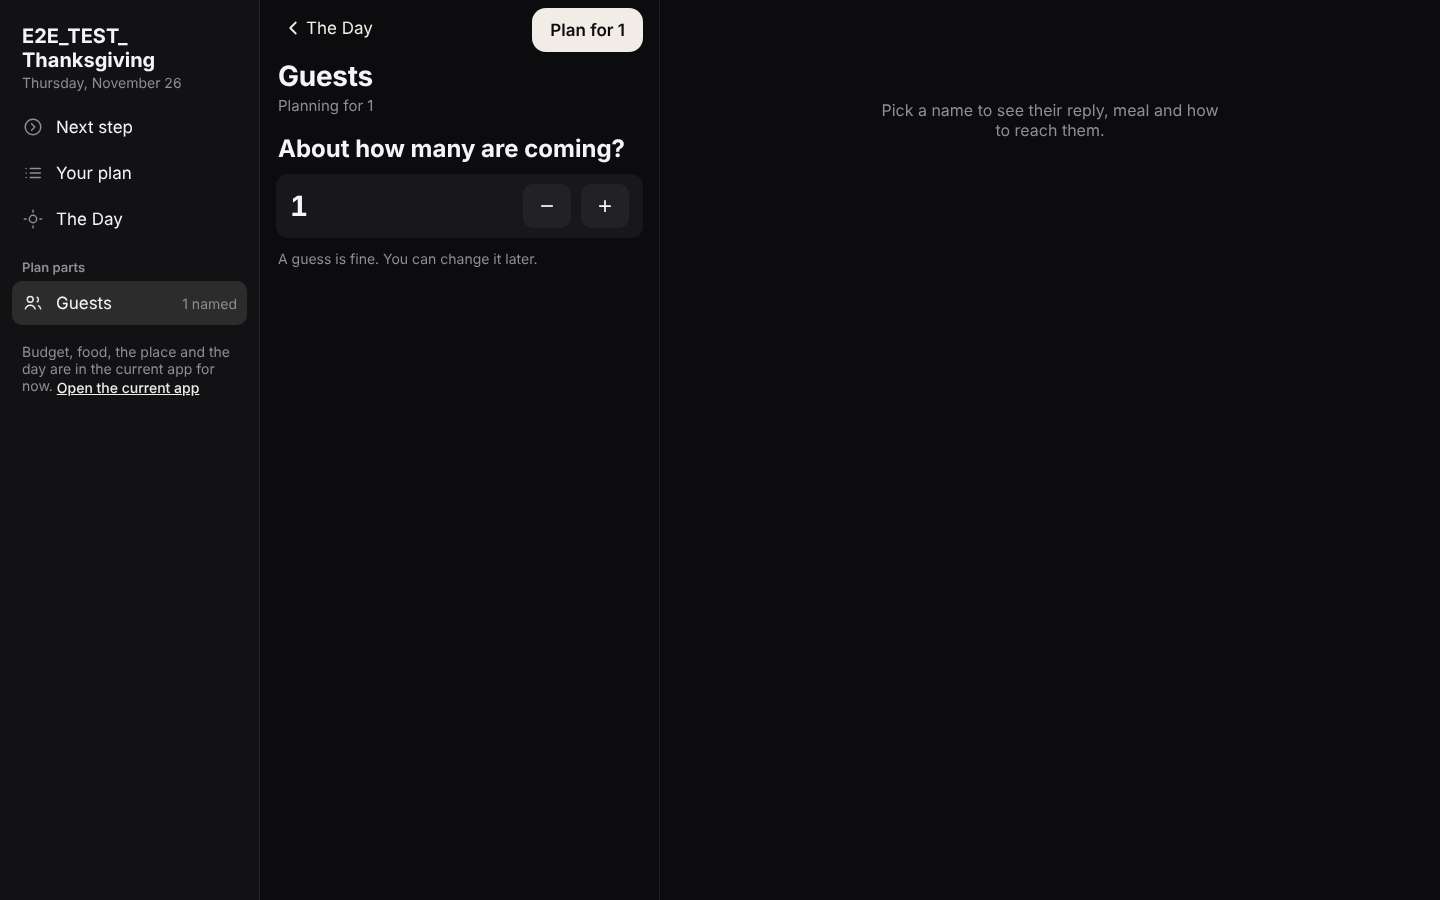 E2E_TEST_
Thanksgiving
Thursday, November 26
Next step
Your plan
The Day
Plan parts
Guests
1 named
Budget, food, the place and the
day are in the current app for
now. Open the current app
The Day
Plan for 1
Guests
Planning for 1
About how many are coming?
1
− +
A guess is fine. You can change it later.
Pick a name to see their reply, meal and how
to reach them.